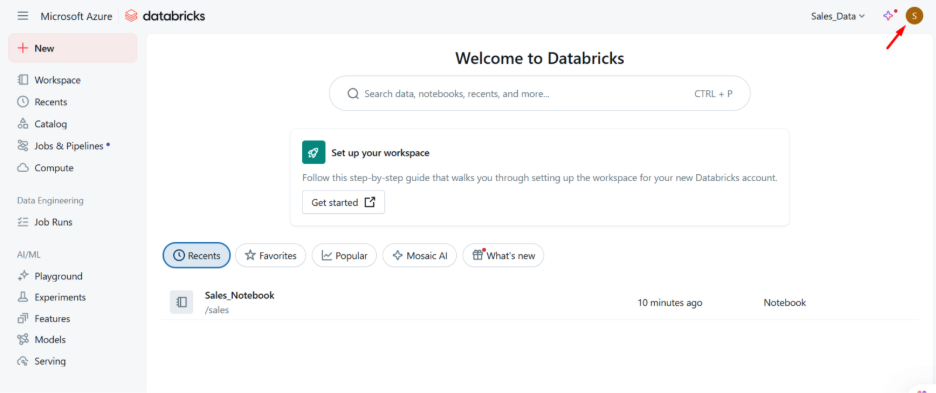 Microsoft Azure databricks Sales_Data S
New
Workspace
Recents
Catalog
Jobs & Pipelines
Compute
Data Engineering
Job Runs
AI/ML
Playground
Experiments
Features
Models
Serving
Welcome to Databricks
Search data, notebooks, recents, and more... CTRL + P
Set up your workspace
Follow this step-by-step guide that walks you through setting up the workspace for your new Databricks account.
Get started
Recents Favorites Popular Mosaic AI What's new
Sales_Notebook 10 minutes ago Notebook
/sales